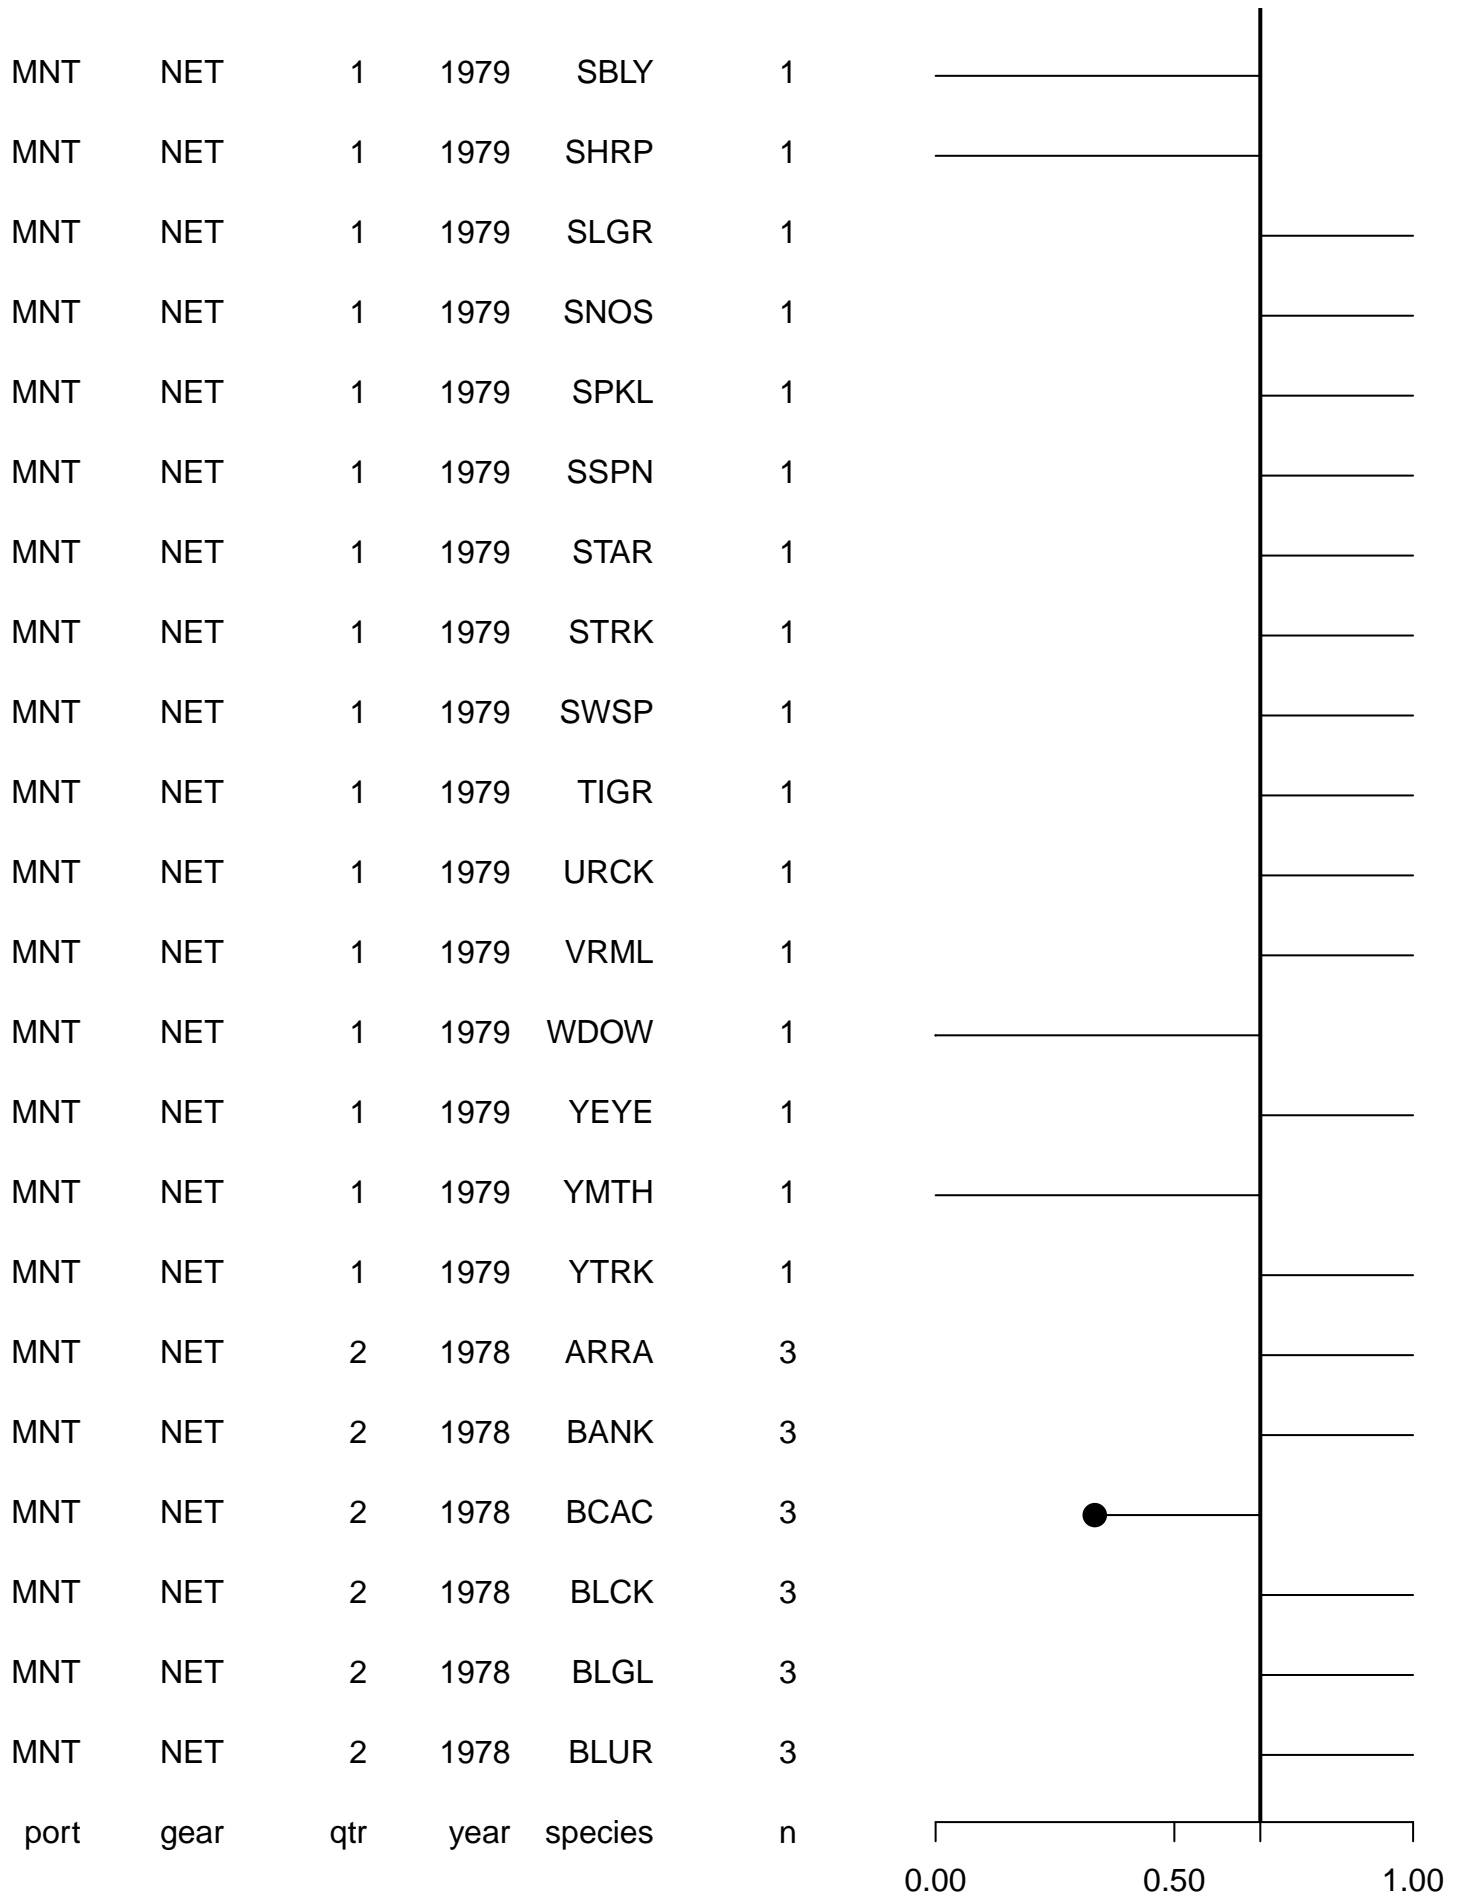 MNT NET 1 1979 SBLY 1
MNT NET 1 1979 SHRP 1
MNT NET 1 1979 SLGR 1
MNT NET 1 1979 SNOS 1
MNT NET 1 1979 SPKL 1
MNT NET 1 1979 SSPN 1
MNT NET 1 1979 STAR 1
MNT NET 1 1979 STRK 1
MNT NET 1 1979 SWSP 1
MNT NET 1 1979 TIGR 1
MNT NET 1 1979 URCK 1
MNT NET 1 1979 VRML 1
MNT NET 1 1979 WDOW 1
MNT NET 1 1979 YEYE 1
MNT NET 1 1979 YMTH 1
MNT NET 1 1979 YTRK 1
MNT NET 2 1978 ARRA 3
MNT NET 2 1978 BANK 3
MNT NET 2 1978 BCAC 3
MNT NET 2 1978 BLCK 3
MNT NET 2 1978 BLGL 3
MNT NET 2 1978 BLUR 3
port gear qtr year species n
0.00 0.50 1.00